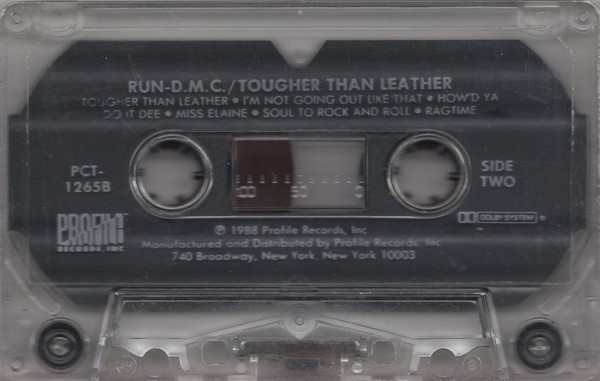 RUN-D.M.C./TOUGHER THAN LEATHER
TOUGHER THAN LEATHER • I'M NOT GOING OUT LIKE THAT • HOW'D YA
DO IT DEE • MISS ELAINE • SOUL TO ROCK AND ROLL • RAGTIME
PCT-
1265B
SIDE
TWO
100 50 0
PROFILE
RECORDS, INC
DOLBY SYSTEM ®
℗ 1988 Profile Records, Inc
Manufactured and Distributed by Profile Records, Inc
740 Broadway, New York, New York 10003